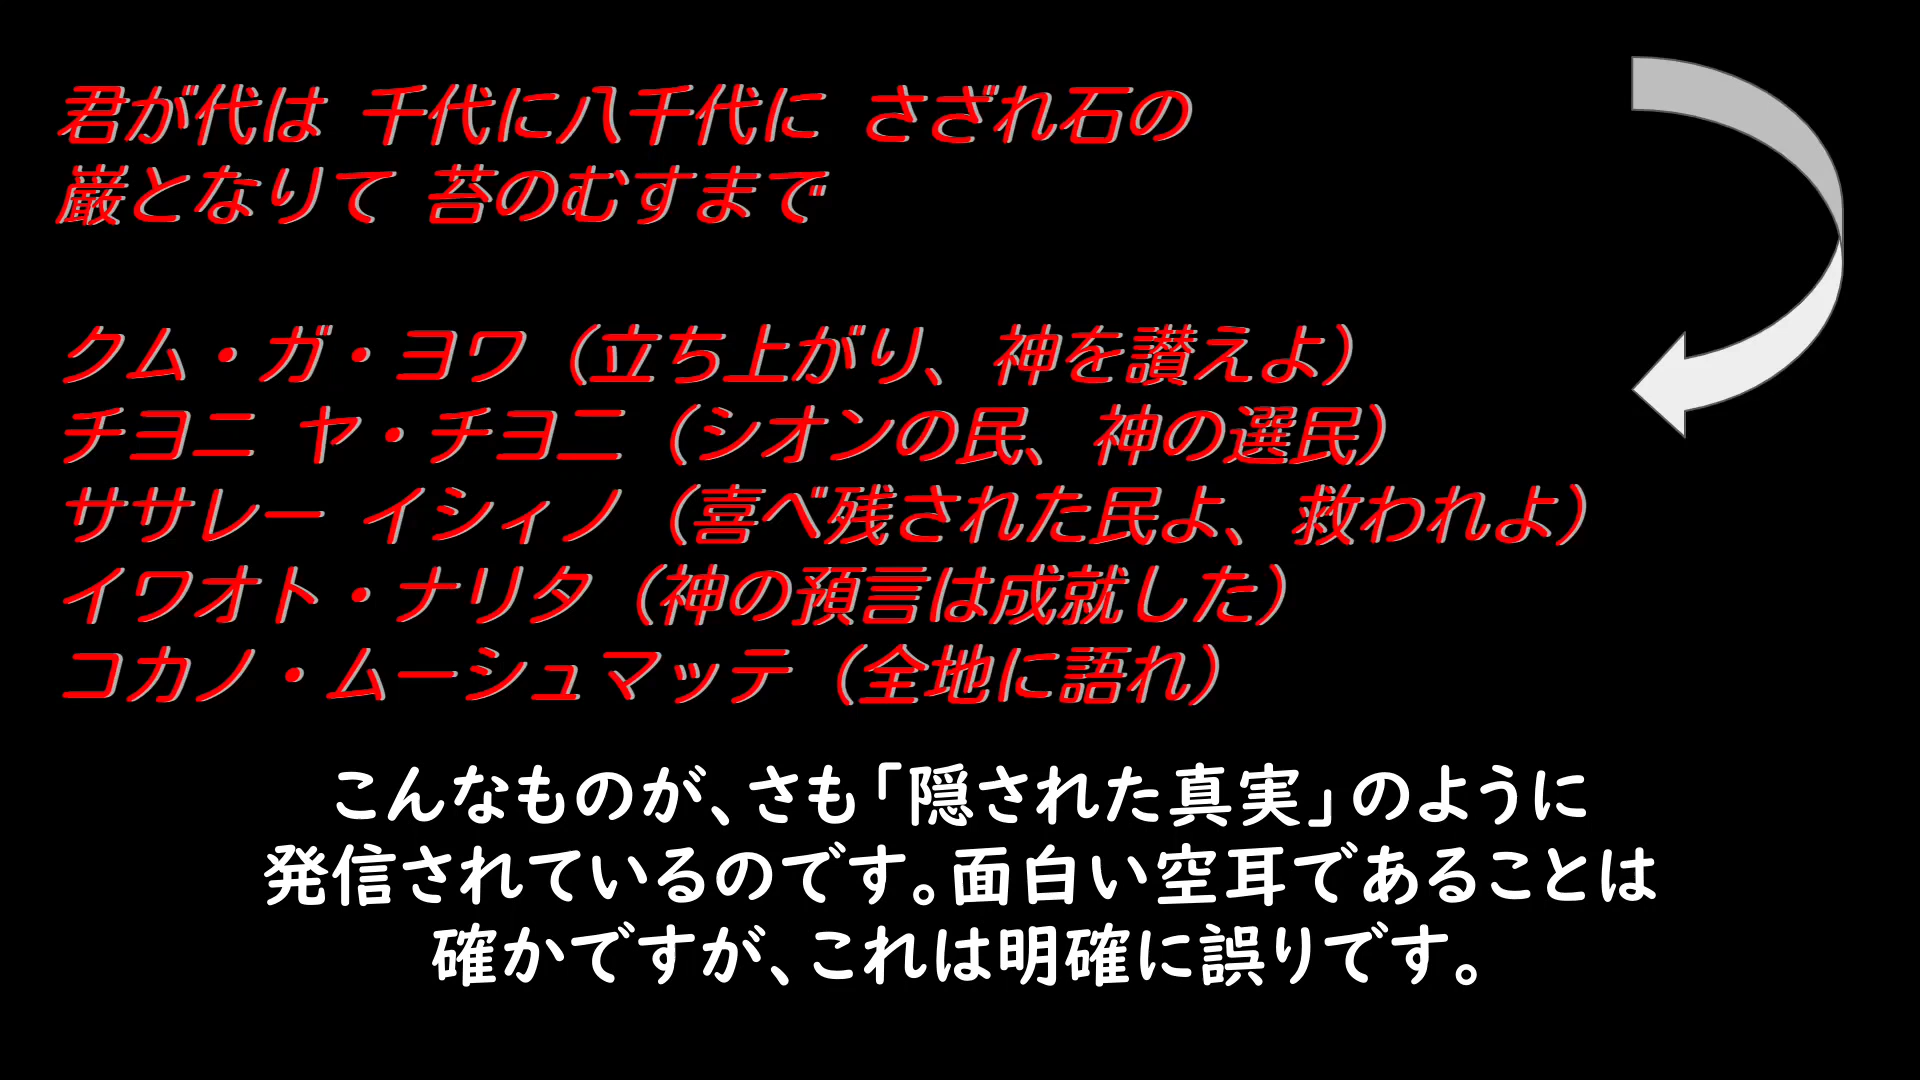 君が代は 千代に八千代に さざれ石の
巌となりて 苔のむすまで
クム・ガ・ヨワ（立ち上がり、神を讃えよ）
チヨニ ヤ・チヨニ（シオンの民、神の選民）
ササレー イシィノ（喜べ残された民よ、救われよ）
イワオト・ナリタ（神の預言は成就した）
コカノ・ムーシュマッテ（全地に語れ）
こんなものが、さも「隠された真実」のように
発信されているのです。面白い空耳であることは
確かですが、これは明確に誤りです。